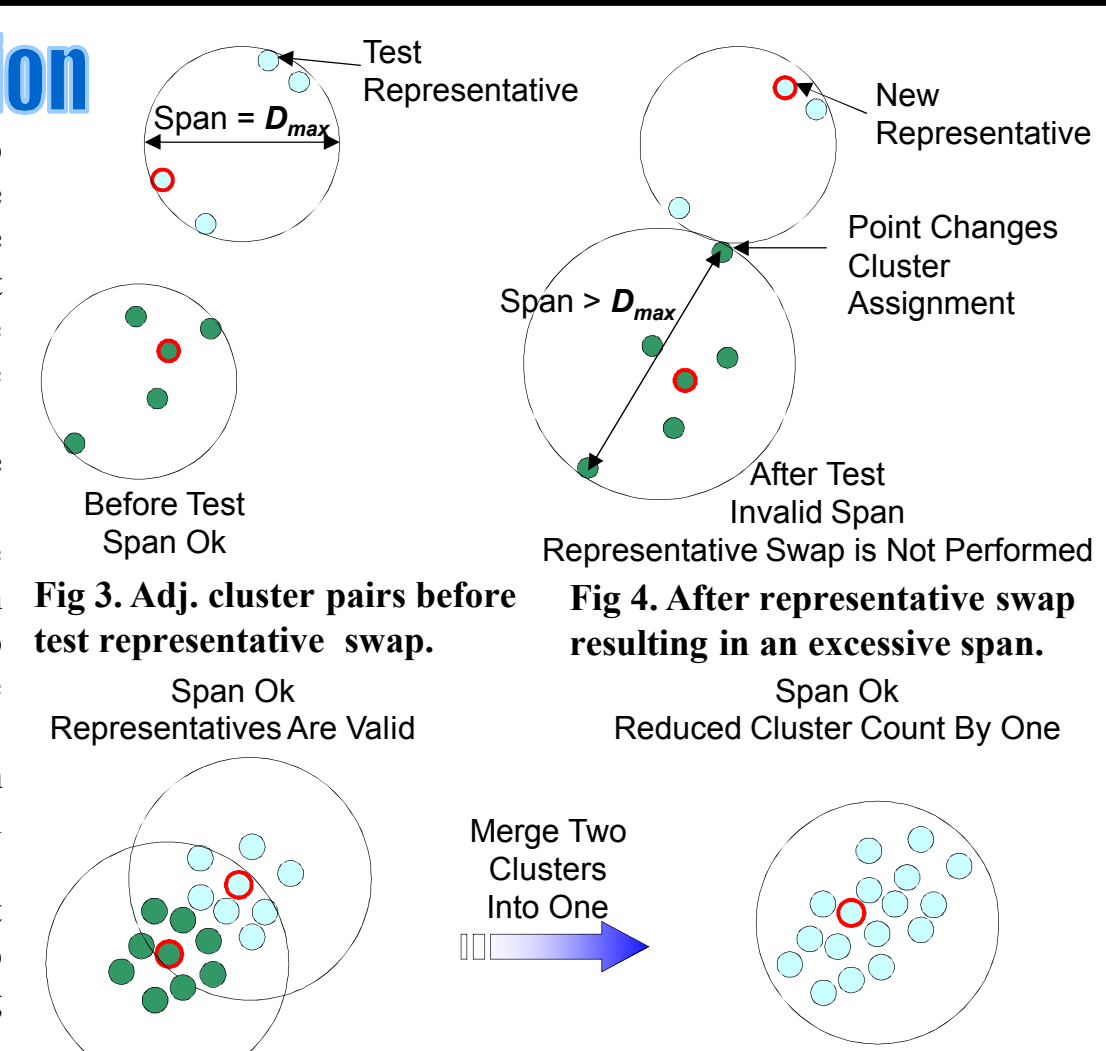 ion
Test
Representative
Span = Dmax
Before Test
Span Ok
Fig 3. Adj. cluster pairs before
test representative swap.
New
Representative
Point Changes
Cluster
Assignment
Span > Dmax
After Test
Invalid Span
Representative Swap is Not Performed
Fig 4. After representative swap
resulting in an excessive span.
Span Ok
Representatives Are Valid
Merge Two
Clusters
Into One
Span Ok
Reduced Cluster Count By One